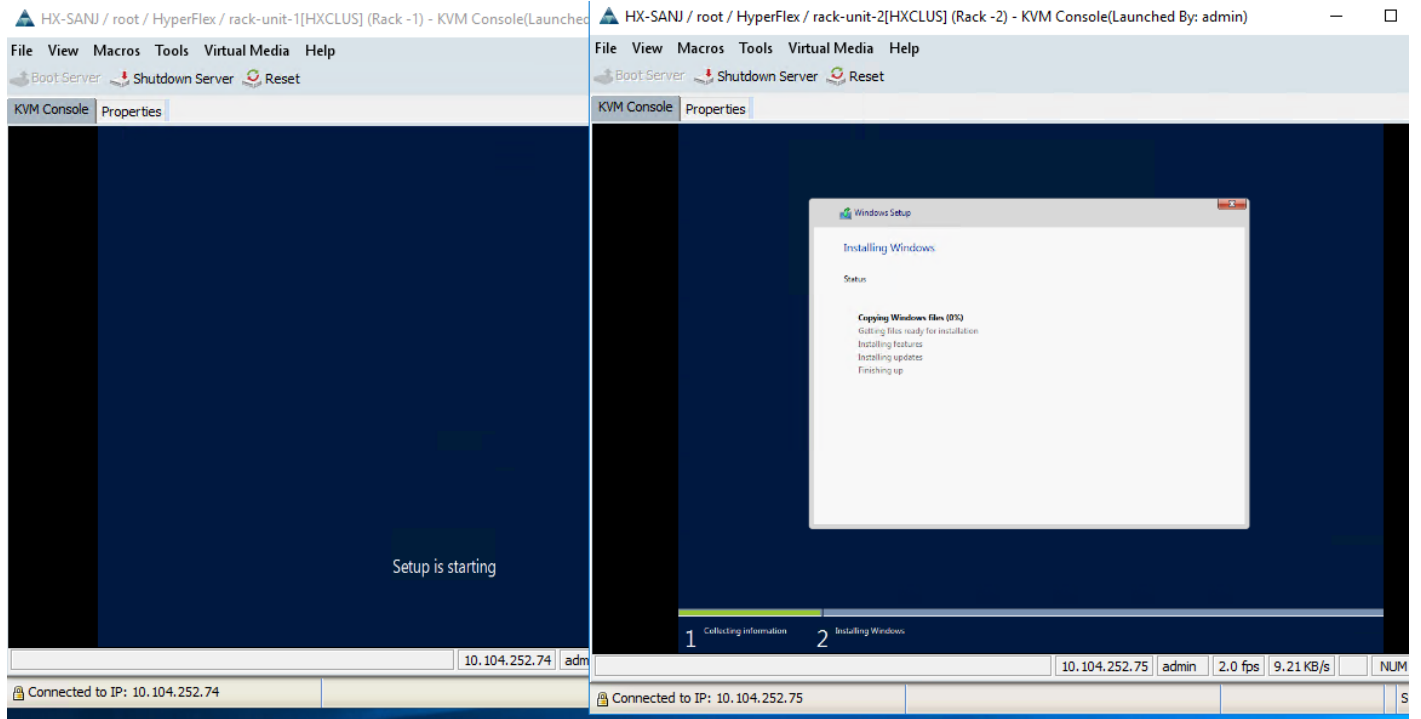 HX-SANJ / root / HyperFlex / rack-unit-1[HXCLUS] (Rack -1) - KVM Console(Launched
File View Macros Tools Virtual Media Help
Boot Server Shutdown Server Reset
KVM Console Properties
Setup is starting
10.104.252.74 adm
Connected to IP: 10.104.252.74
HX-SANJ / root / HyperFlex / rack-unit-2[HXCLUS] (Rack -2) - KVM Console(Launched By: admin)
File View Macros Tools Virtual Media Help
Boot Server Shutdown Server Reset
KVM Console Properties
Windows Setup
Installing Windows
Status
Copying Windows files (0%)
Getting files ready for installation
Installing features
Installing updates
Finishing up
1 Collecting information 2 Installing Windows
10.104.252.75 admin 2.0 fps 9.21 KB/s NUM
Connected to IP: 10.104.252.75 S